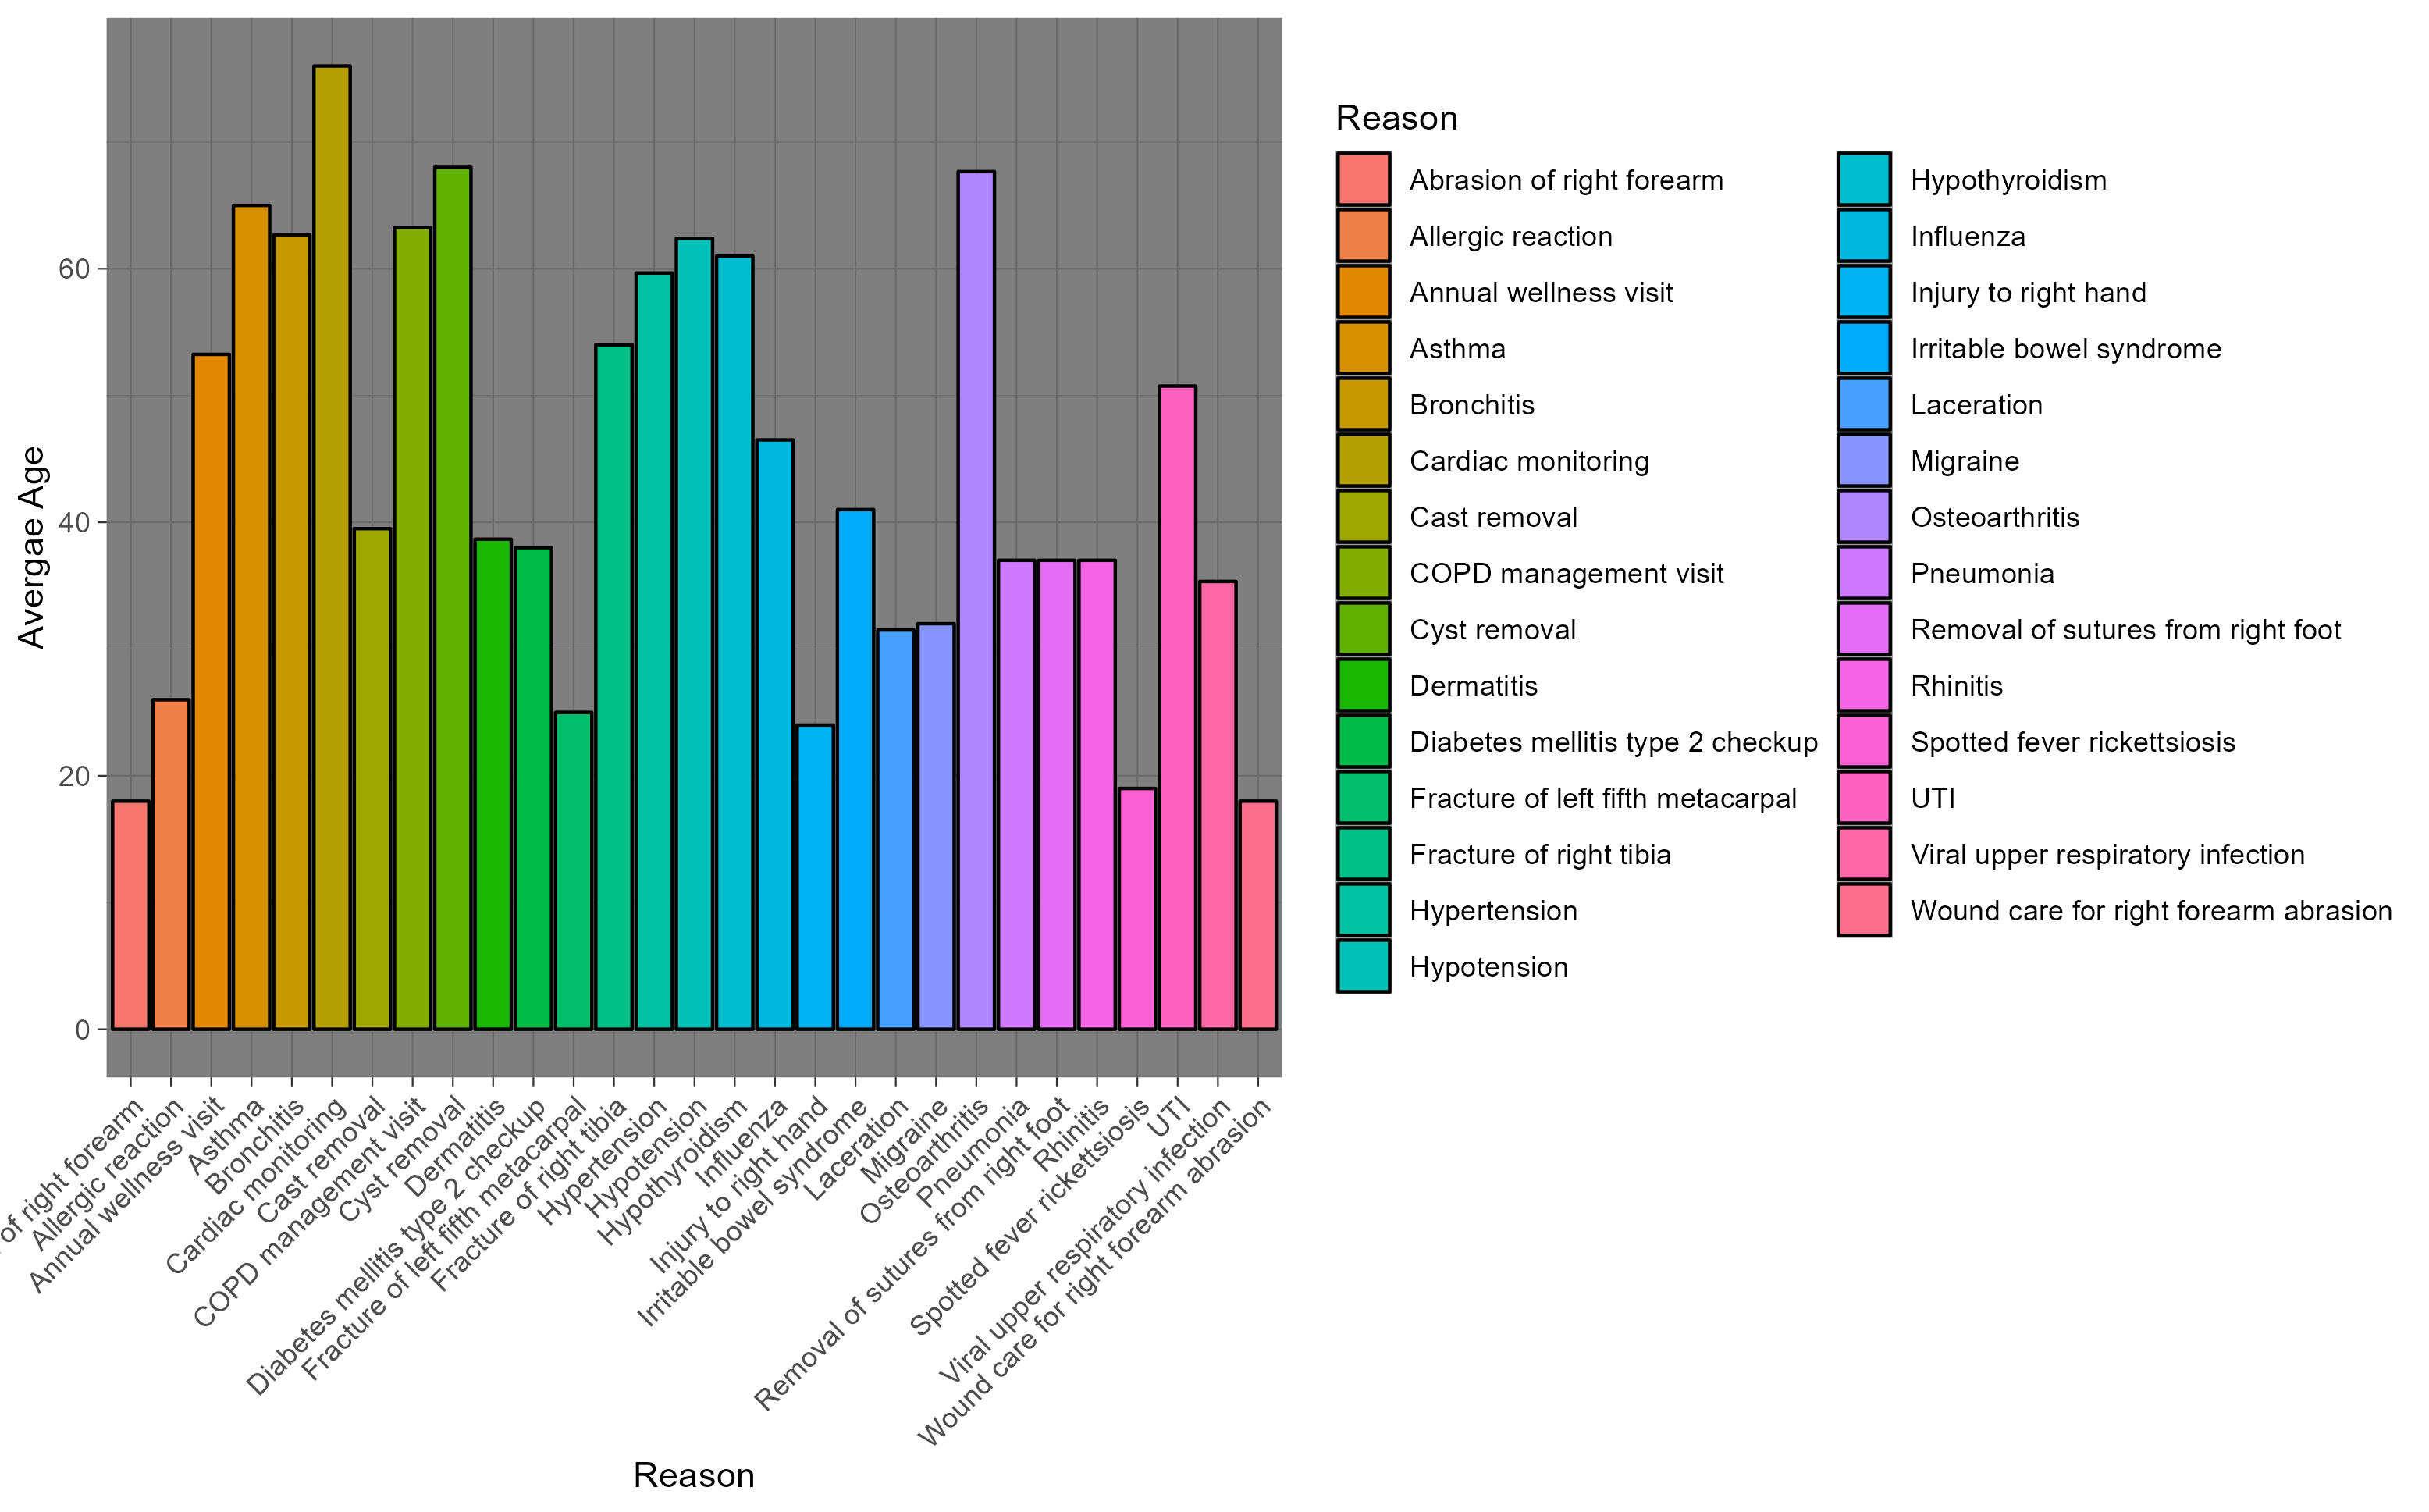 Avergae Age
60
40
20
0
of right forearm
Allergic reaction
Annual wellness visit
Asthma
Bronchitis
Cardiac monitoring
Cast removal
COPD management visit
Cyst removal
Dermatitis
Diabetes mellitis type 2 checkup
Fracture of left fifth metacarpal
Fracture of right tibia
Hypertension
Hypotension
Hypothyroidism
Influenza
Injury to right hand
Irritable bowel syndrome
Laceration
Migraine
Osteoarthritis
Pneumonia
Removal of sutures from right foot
Rhinitis
Spotted fever rickettsiosis
UTI
Viral upper respiratory infection
Wound care for right forearm abrasion
Reason
Reason
Abrasion of right forearm
Allergic reaction
Annual wellness visit
Asthma
Bronchitis
Cardiac monitoring
Cast removal
COPD management visit
Cyst removal
Dermatitis
Diabetes mellitis type 2 checkup
Fracture of left fifth metacarpal
Fracture of right tibia
Hypertension
Hypotension
Hypothyroidism
Influenza
Injury to right hand
Irritable bowel syndrome
Laceration
Migraine
Osteoarthritis
Pneumonia
Removal of sutures from right foot
Rhinitis
Spotted fever rickettsiosis
UTI
Viral upper respiratory infection
Wound care for right forearm abrasion